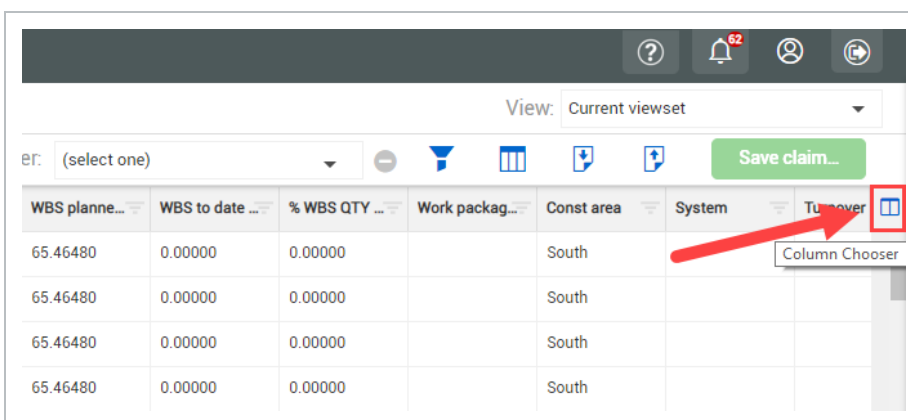 62
View: Current viewset
er: (select one) Save claim...
WBS planne... WBS to date ... % WBS QTY ... Work packag... Const area System Turnover
Column Chooser
65.46480 0.00000 0.00000 South
65.46480 0.00000 0.00000 South
65.46480 0.00000 0.00000 South
65.46480 0.00000 0.00000 South